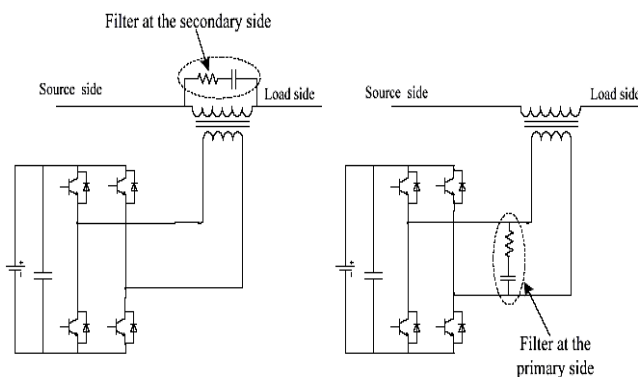 Filter at the secondary side
Source side
Load side
Source side
Load side
Filter at the
primary side